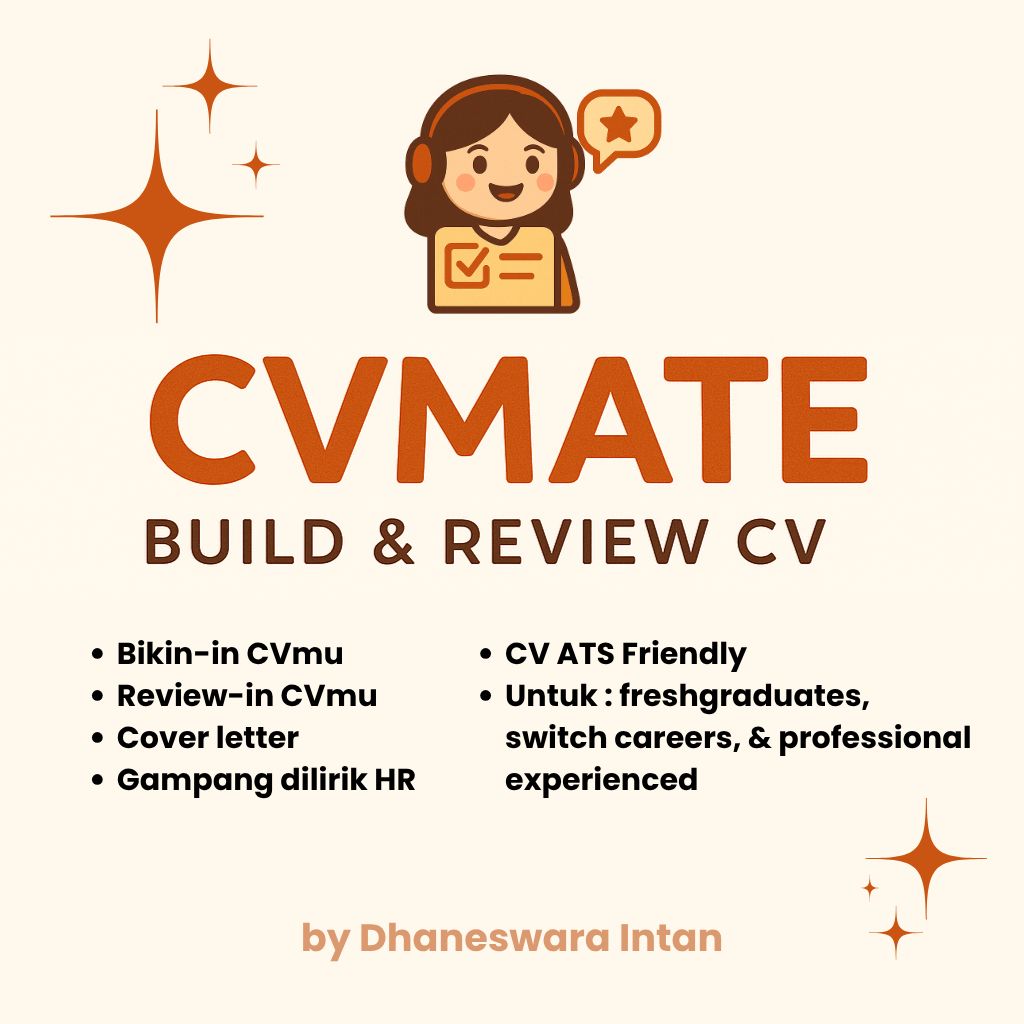 CVMATE
BUILD & REVIEW CV
• Bikin-in CVmu
• Review-in CVmu
• Cover letter
• Gampang dilirik HR
• CV ATS Friendly
• Untuk : freshgraduates,
switch careers, & professional
experienced
by Dhaneswara Intan